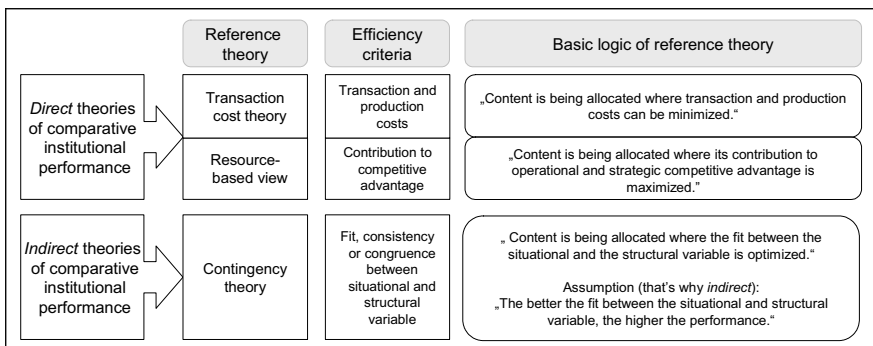 Reference
theory
Efficiency
criteria
Basic logic of reference theory
Direct theories
of comparative
institutional
performance
Transaction
cost theory
Transaction and
production
costs
„Content is being allocated where transaction and production
costs can be minimized.“
Resource-
based view
Contribution to
competitive
advantage
„Content is being allocated where its contribution to
operational and strategic competitive advantage is
maximized.”
Indirect theories
of comparative
institutional
performance
Contingency
theory
Fit, consistency
or congruence
between
situational and
structural
variable
„ Content is being allocated where the fit between the
situational and the structural variable is optimized.“
Assumption (that’s why indirect):
„The better the fit between the situational and structural
variable, the higher the performance.“